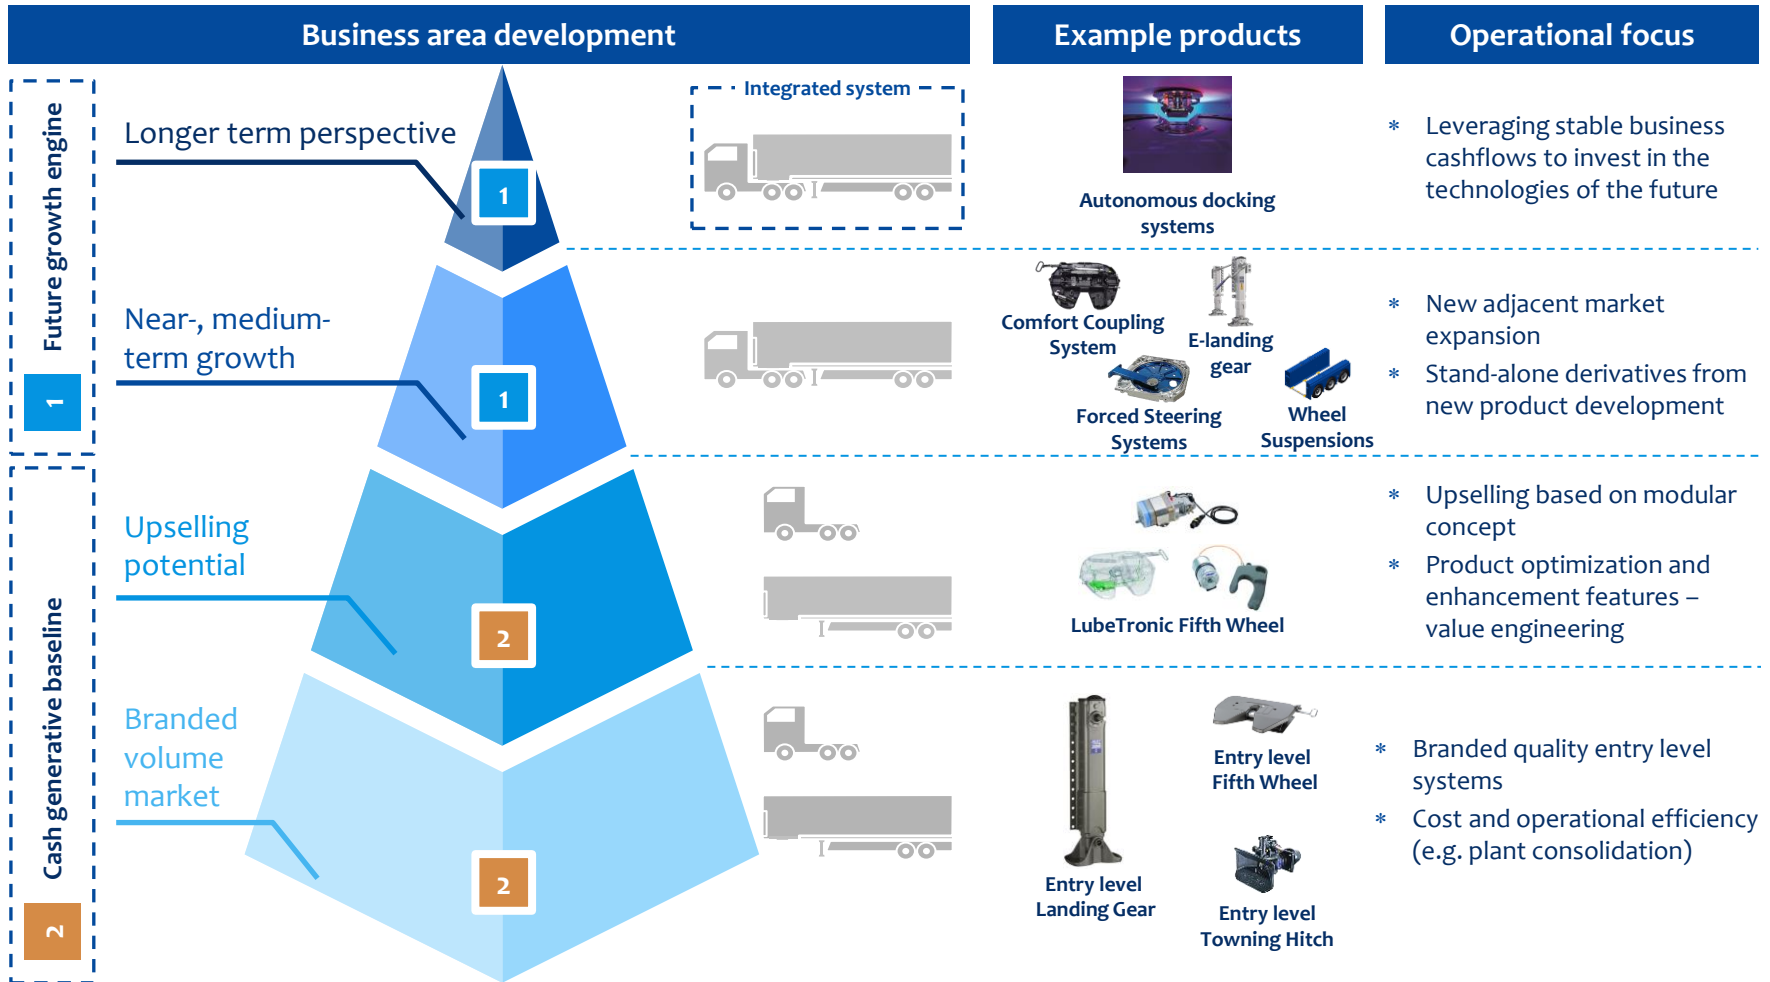 Business area development
Example products
Operational focus
Future growth engine
1
Longer term perspective
1
Integrated system
Autonomous docking
systems
* Leveraging stable business
cashflows to invest in the
technologies of the future
Near-, medium-
term growth
1
Comfort Coupling
System
E-landing
gear
Forced Steering
Systems
Wheel
Suspensions
* New adjacent market
expansion
* Stand-alone derivatives from
new product development
Cash generative baseline
2
Upselling
potential
2
LubeTronic Fifth Wheel
* Upselling based on modular
concept
* Product optimization and
enhancement features –
value engineering
Branded
volume
market
2
Entry level
Landing Gear
Entry level
Fifth Wheel
Entry level
Towning Hitch
* Branded quality entry level
systems
* Cost and operational efficiency
(e.g. plant consolidation)